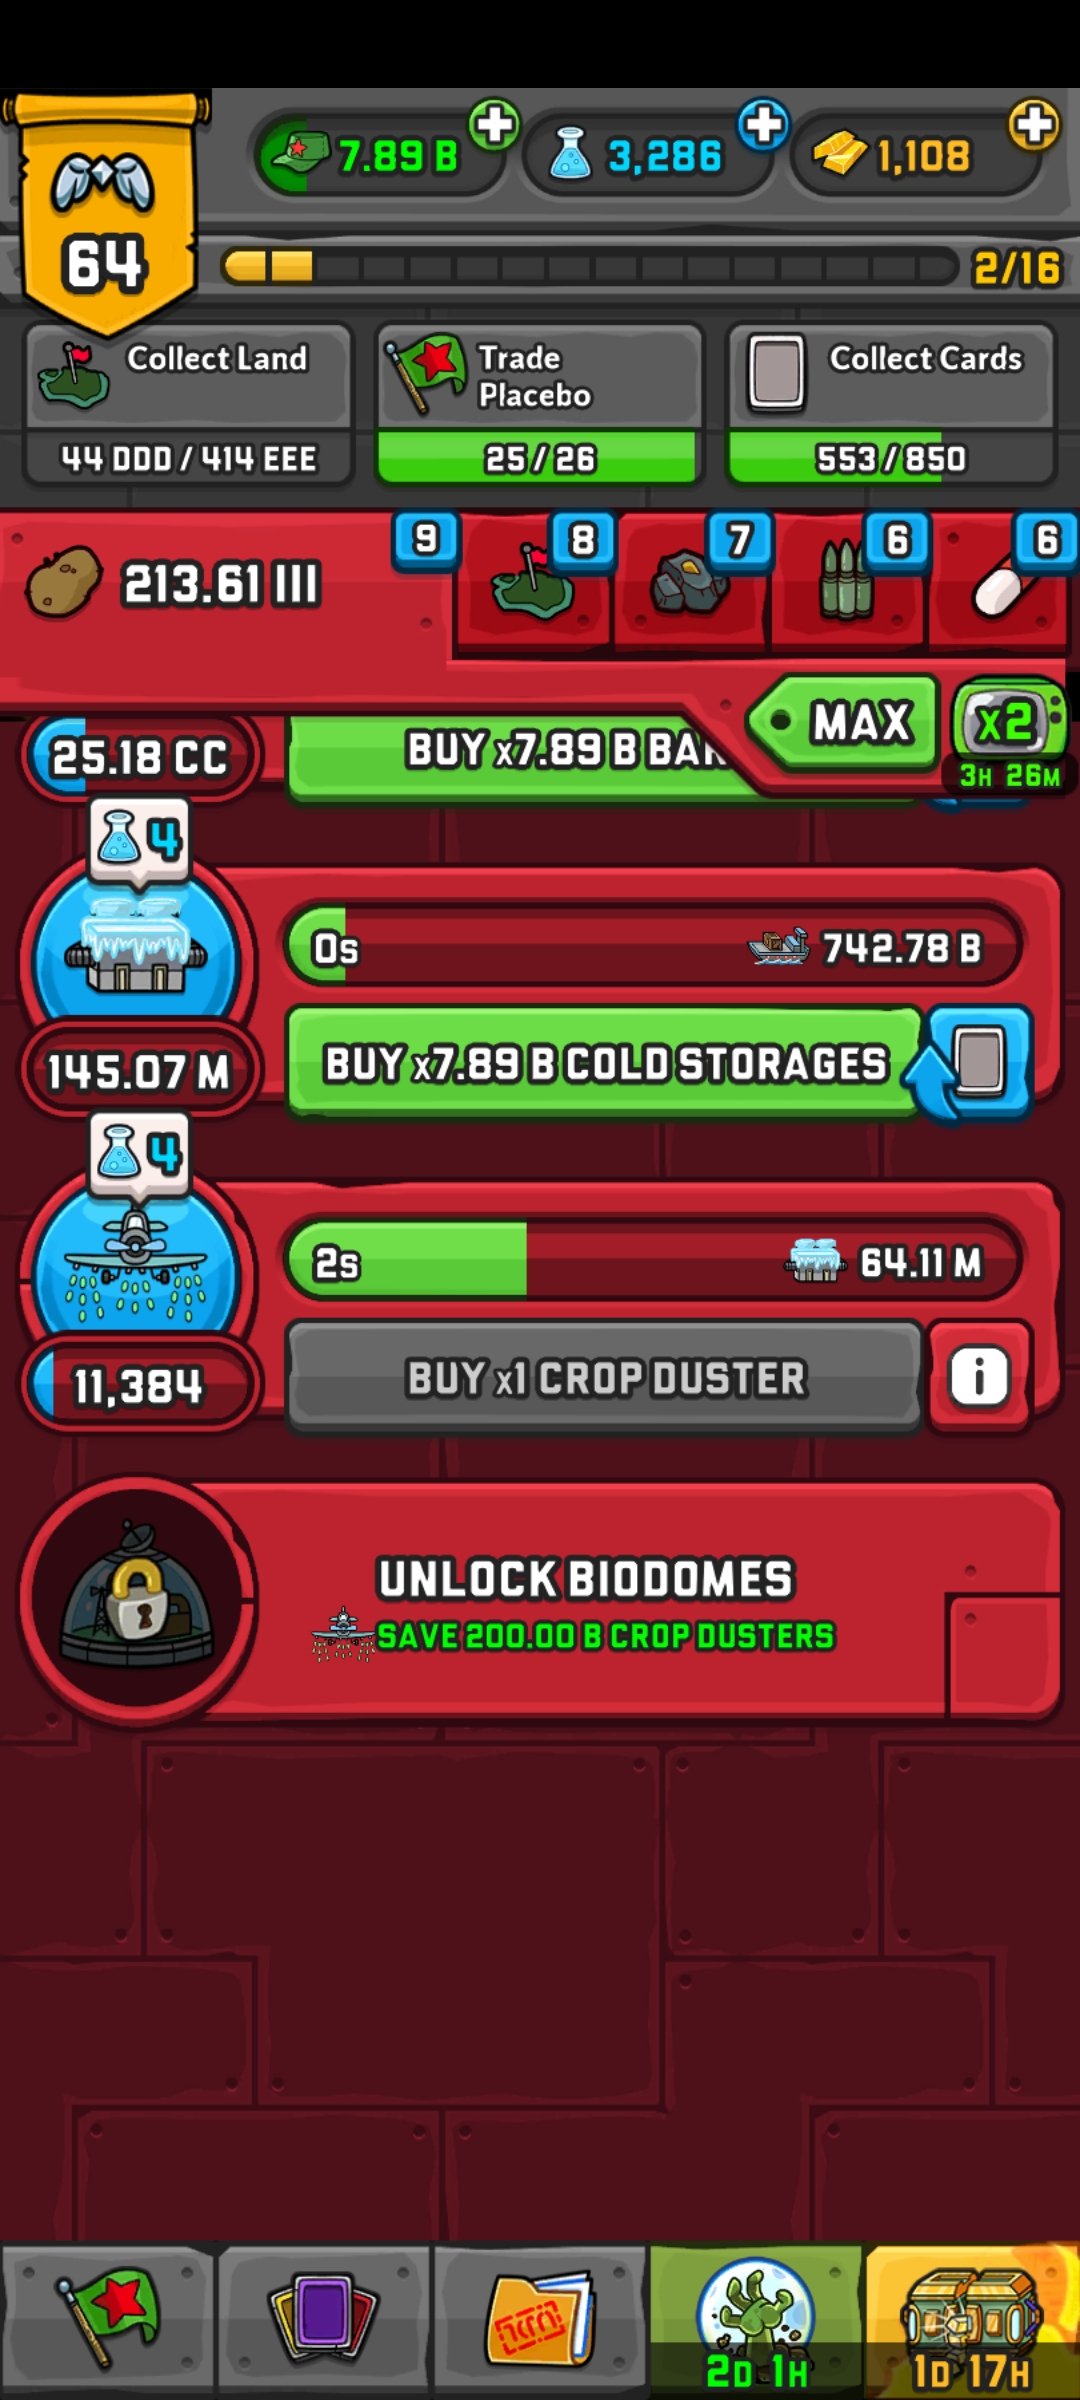 64
7.89 B
3,286
1,108
2/16
Collect Land
44 DDD / 414 EEE
Trade
Placebo
25 / 26
Collect Cards
553 / 850
213.61 III
9
8
7
6
6
MAX
x2
3H 26M
25.18 CC
BUY x7.89 B BAR
4
0s
742.78 B
145.07 M
BUY x7.89 B COLD STORAGES
4
2s
64.11 M
11,384
BUY x1 CROP DUSTER
i
UNLOCK BIODOMES
SAVE 200.00 B CROP DUSTERS
2D 1H
1D 17H